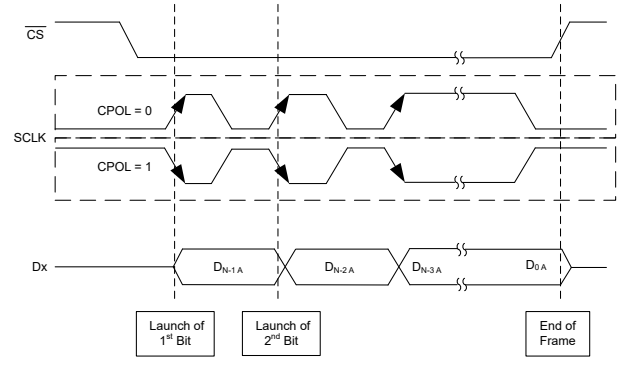 CS
CPOL = 0
SCLK
CPOL = 1
Dx
DN-1 A
DN-2 A
DN-3 A
D0 A
Launch of
1st Bit
Launch of
2nd Bit
End of
Frame